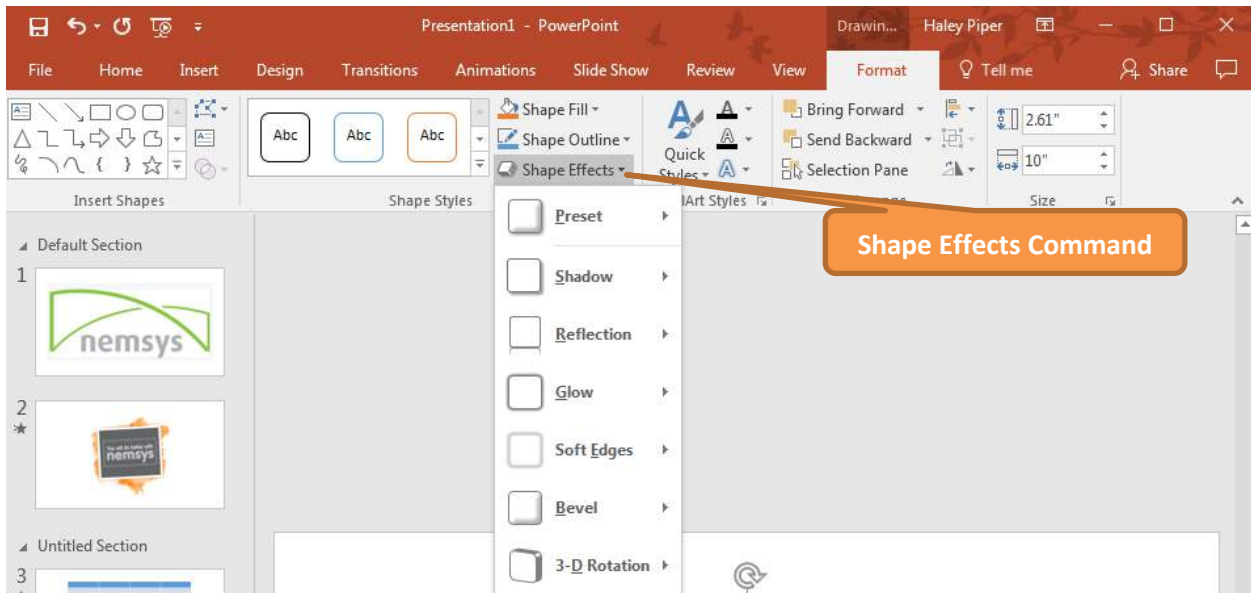 Presentation1 - PowerPoint
Drawin...
Haley Piper
File Home Insert Design Transitions Animations Slide Show Review View Format Tell me Share
Abc Abc Abc
Shape Fill
Shape Outline
Shape Effects
Quick
Styles
Bring Forward
Send Backward
Selection Pane
2.61"
10"
Insert Shapes
Shape Styles
Art Styles
Size
Shape Effects Command
Preset
Shadow
Reflection
Glow
Soft Edges
Bevel
3-D Rotation
Default Section
1
nemsys
2
nemsys
Untitled Section
3